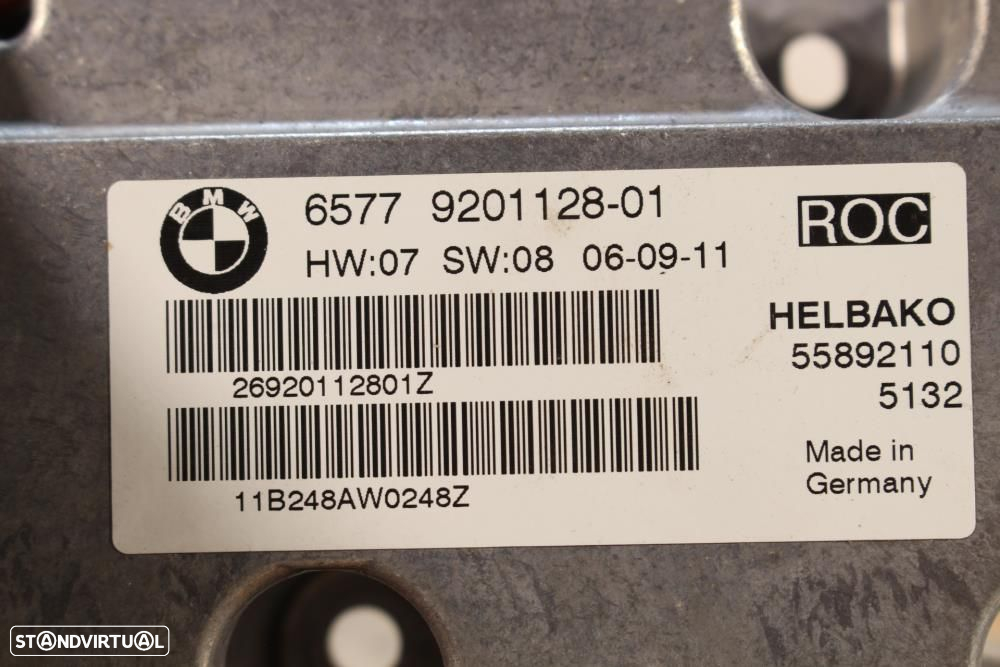 BMW
6577 9201128-01
HW:07 SW:08 06-09-11
ROC
26920112801Z
11B248AW0248Z
HELBAKO
55892110
5132
Made in
Germany
STANDVIRTUAL